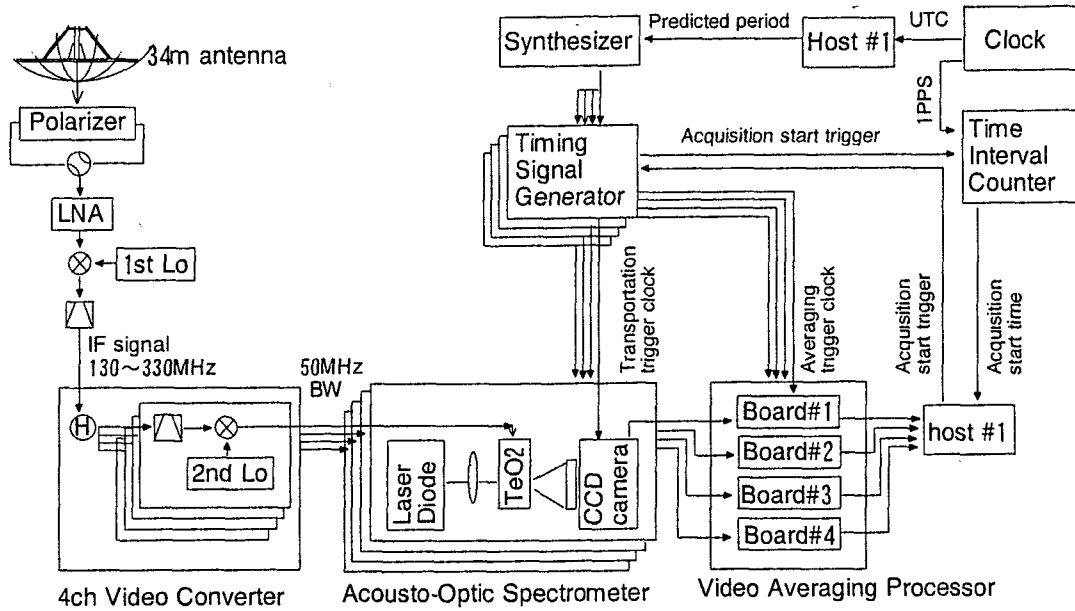 34m antenna
Polarizer
LNA
1st Lo
IF signal
130～330MHz
H
2nd Lo
4ch Video Converter
50MHz
BW
Laser
Diode
TeO2
CCD
camera
Acousto-Optic Spectrometer
Synthesizer
Predicted period
Host #1
UTC
Clock
1PPS
Timing
Signal
Generator
Acquisition start trigger
Time
Interval
Counter
Transportation
trigger clock
Averaging
trigger clock
Acquisition
start trigger
Acquisition
start time
Board#1
Board#2
Board#3
Board#4
host #1
Video Averaging Processor